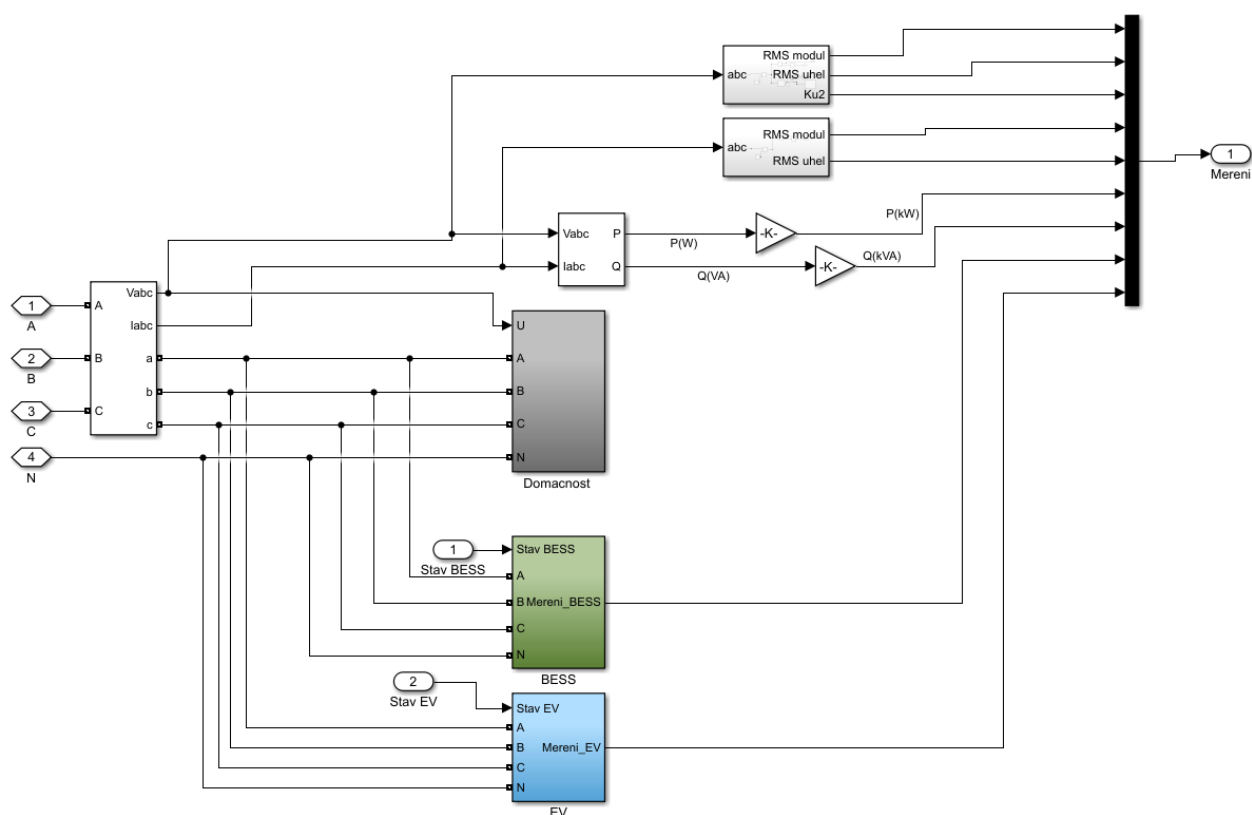 RMS modul
abc
RMS uhel
Ku2
RMS modul
abc
RMS uhel
1
Mereni
P(kW)
Vabc
P
-K-
P(W)
Iabc
Q
-K-
Q(kVA)
Q(VA)
Vabc
1
A
A
Iabc
U
2
B
B
a
A
b
B
3
C
C
c
C
4
N
N
Domacnost
1
Stav BESS
Stav BESS
A
B
Mereni_BESS
C
N
BESS
2
Stav EV
Stav EV
A
B
Mereni_EV
C
N
EV